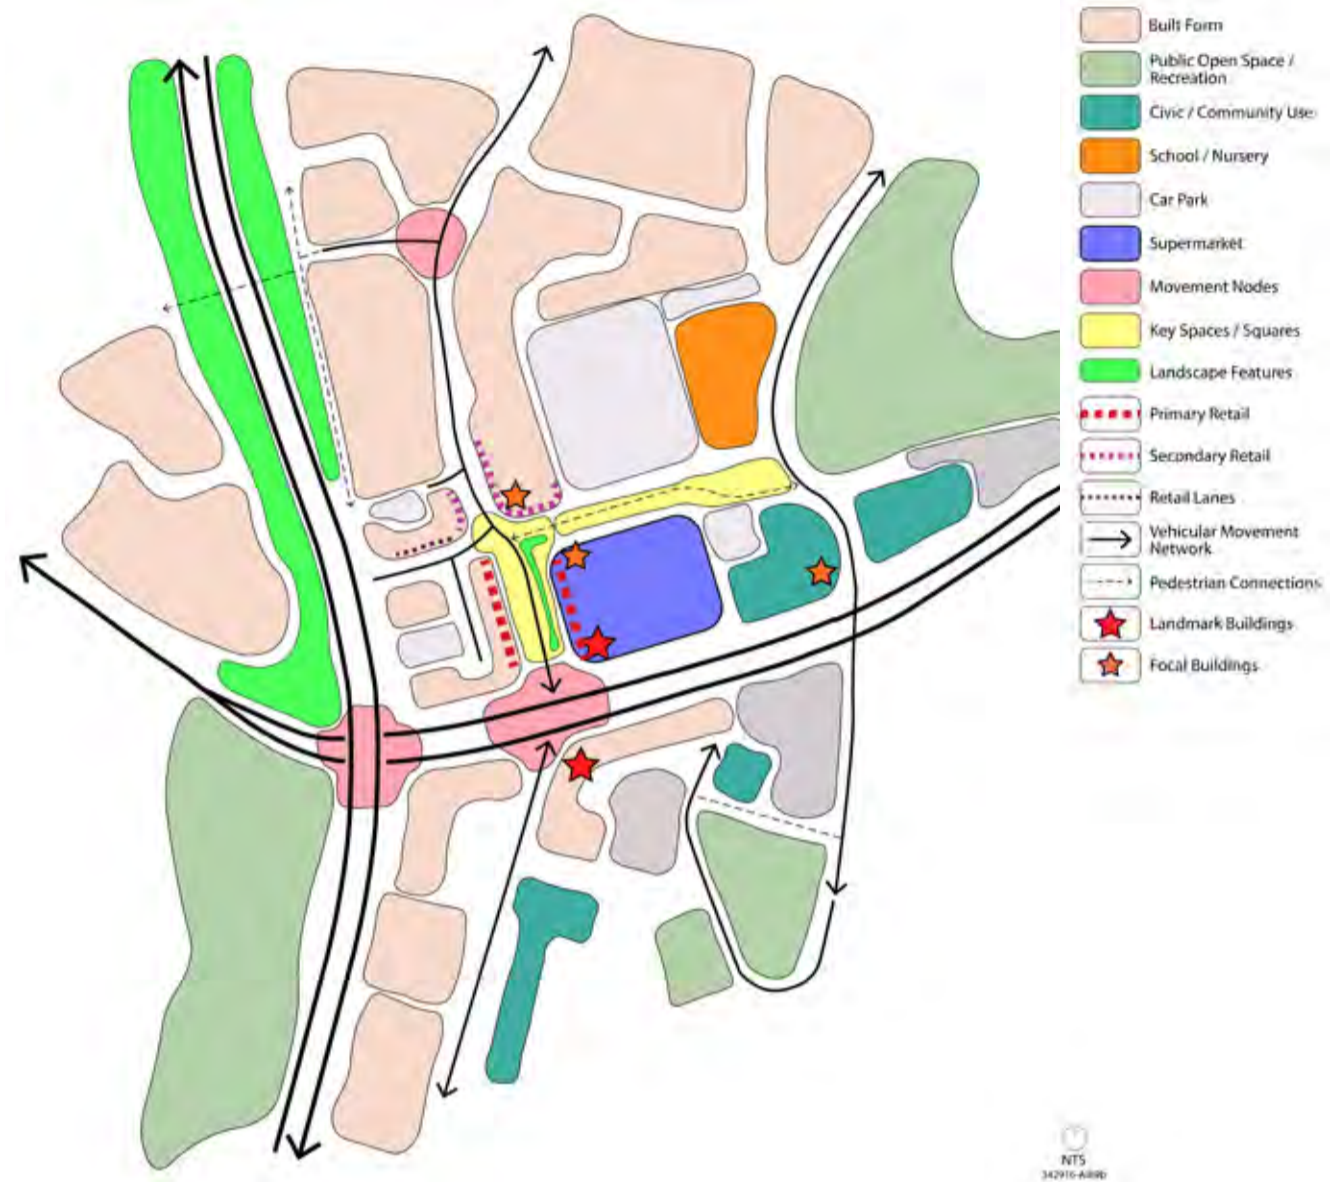 Built Form
Public Open Space /
Recreation
Civic / Community Use
School / Nursery
Car Park
Supermarket
Movement Nodes
Key Spaces / Squares
Landscape Features
Primary Retail
Secondary Retail
Retail Lanes
Vehicular Movement
Network
Pedestrian Connections
Landmark Buildings
Focal Buildings
NTS